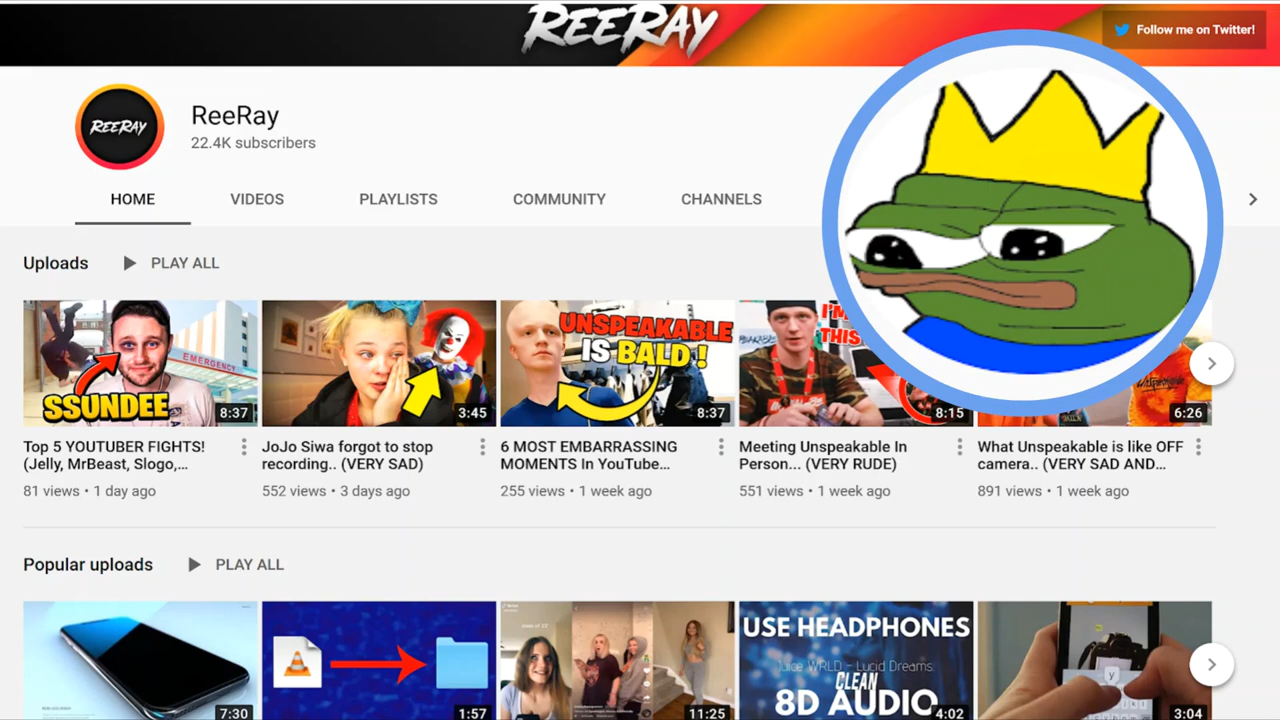 REERAY
Follow me on Twitter!
REERAY
ReeRay
22.4K subscribers
HOME
VIDEOS
PLAYLISTS
COMMUNITY
CHANNELS
Uploads
PLAY ALL
EMERGENCY
SSUNDEE
8:37
3:45
UNSPEAKABLE
IS BALD!
8:37
I'M
THIS
8:15
6:26
Top 5 YOUTUBER FIGHTS!
(Jelly, MrBeast, Slogo,...
81 views • 1 day ago
JoJo Siwa forgot to stop
recording.. (VERY SAD)
552 views • 3 days ago
6 MOST EMBARRASSING
MOMENTS In YouTube...
255 views • 1 week ago
Meeting Unspeakable In
Person... (VERY RUDE)
551 views • 1 week ago
What Unspeakable is like OFF
camera.. (VERY SAD AND...
891 views • 1 week ago
Popular uploads
PLAY ALL
7:30
1:57
11:25
USE HEADPHONES
Juice WRLD - Lucid Dreams
CLEAN
8D AUDIO
4:02
y
3:04